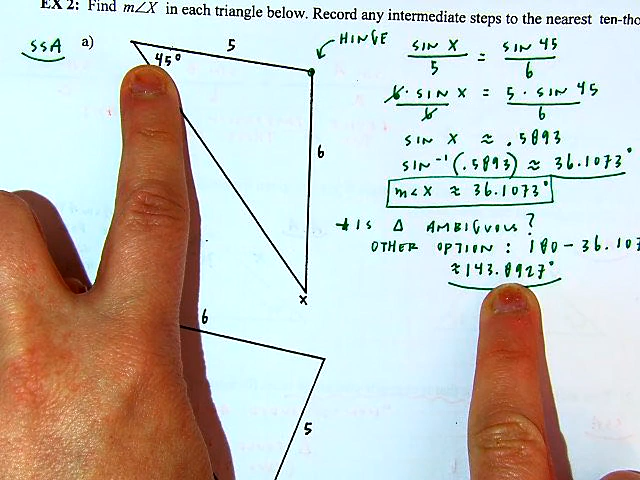 EX 2: Find m∠X in each triangle below. Record any intermediate steps to the nearest
SSA a) 5 HINGE
45°
6
X
SIN X / 5 = SIN 45 / 6
6 · SIN X / 6 = 5 · SIN 45 / 6
SIN X ≈ .5893
SIN⁻¹(.5893) ≈ 36.1073°
m∠X ≈ 36.1073°
* IS Δ AMBIGUOUS?
OTHER OPTION: 180 - 36.107
≈ 143.8927°
6
5